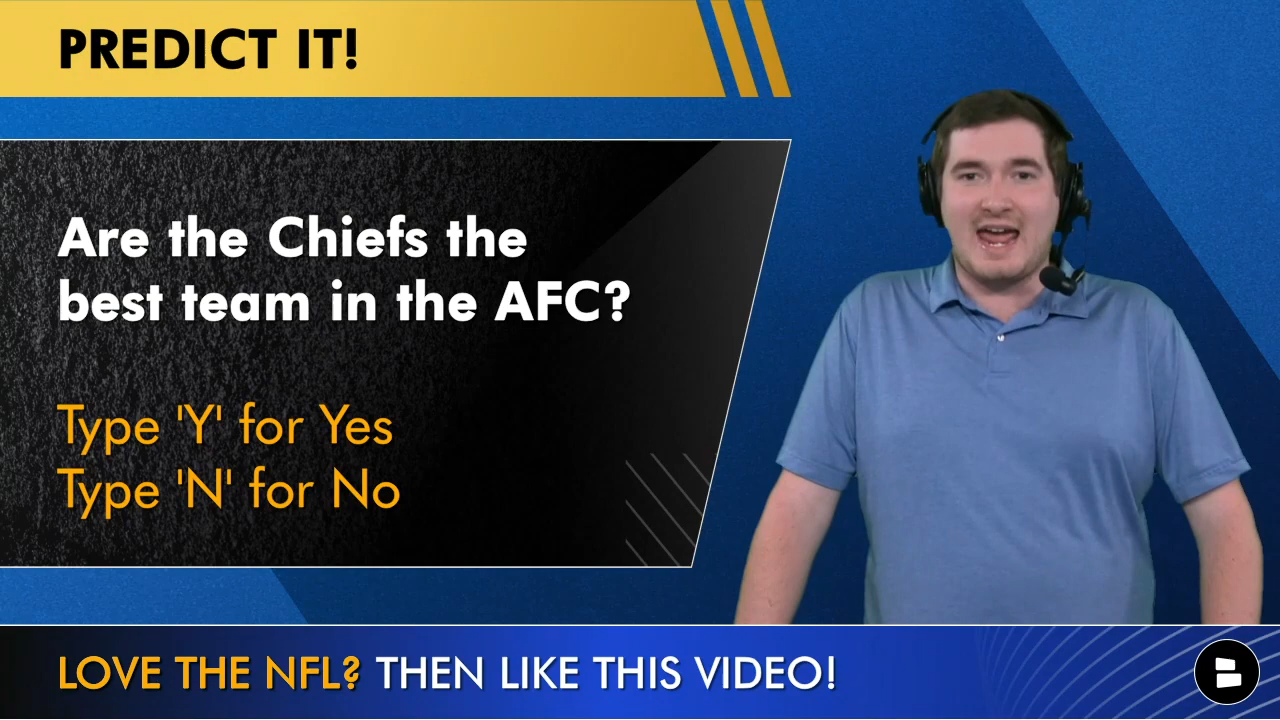 PREDICT IT!
Are the Chiefs the
best team in the AFC?
Type 'Y' for Yes
Type 'N' for No
LOVE THE NFL? THEN LIKE THIS VIDEO!